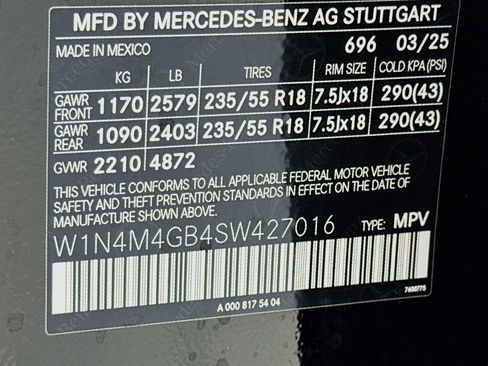 MFD BY MERCEDES-BENZ AG STUTTGART
MADE IN MEXICO 696 03/25
KG LB TIRES RIM SIZE COLD KPA (PSI)
GAWR FRONT 1170 2579 235/55 R18 7.5Jx18 290(43)
GAWR REAR 1090 2403 235/55 R18 7.5Jx18 290(43)
GVWR 2210 4872
THIS VEHICLE CONFORMS TO ALL APPLICABLE FEDERAL MOTOR VEHICLE
SAFETY AND THEFT PREVENTION STANDARDS IN EFFECT ON THE DATE OF
MANUFACTURE SHOWN ABOVE.
W1N4M4GB4SW427016 TYPE: MPV
A 000 817 54 04 7600775